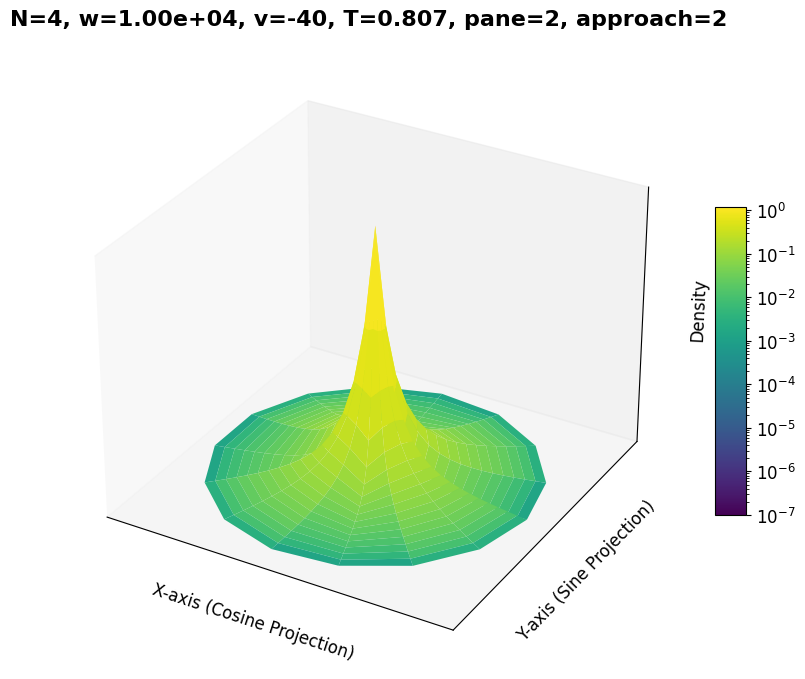 N=4, w=1.00e+04, v=-40, T=0.807, pane=2, approach=2
Density
10⁰
10⁻¹
10⁻²
10⁻³
10⁻⁴
10⁻⁵
10⁻⁶
10⁻⁷
X-axis (Cosine Projection)
Y-axis (Sine Projection)